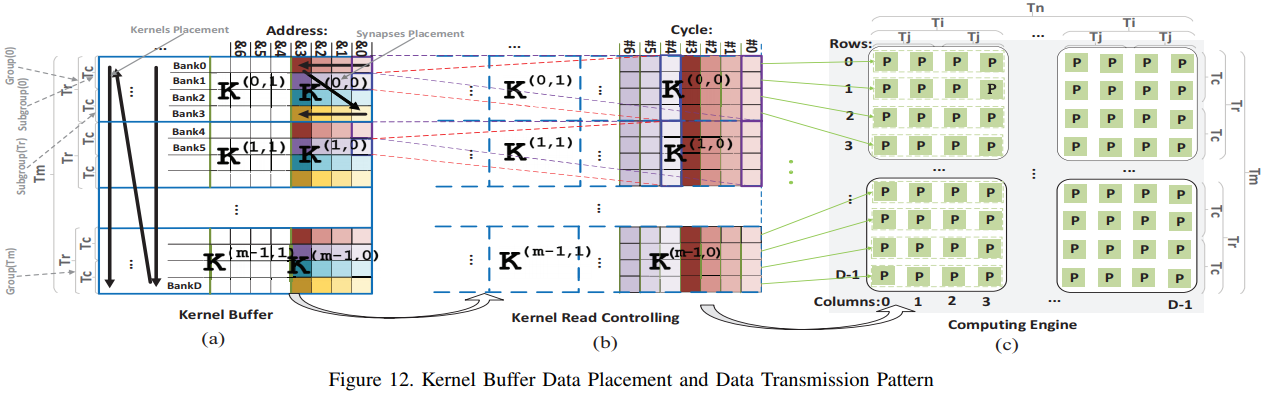 Kernels Placement
Address:
Synapses Placement
&6 &5 &4 &3 &2 &1 &0
...
Group(0)
Subgroup(0)
Subgroup(Tr)
Group(Tm)
Tm
Tr
Tc
Tc
Tr
Tc
Tc
Tr
Tc
Tc
Bank0
Bank1
Bank2
Bank3
Bank4
Bank5
BankD
K(0,1) K(0,0)
K(1,1) K(1,0)
...
K(m-1,1) K(m-1,0)
Kernel Buffer
(a)
...
Cycle:
#6 #5 #4 #3 #2 #1 #0
K(0,1) ... K(0,0)
K(1,1) ... K(1,0)
...
K(m-1,1) ... K(m-1,0)
Kernel Read Controlling
(b)
Tn
Ti ... Ti
Tj Tj ... Tj Tj
Rows:
0 P P P P P P P P
1 P P P P P P P P
2 P P P P P P P P
3 P P P P P P P P
... ... ...
P P P P P P P P
P P P P P P P P
P P P P P P P P
D-1 P P P P P P P P
Tc
Tc
Tr
Tc
Tc
Tr
Tm
Columns: 0 1 2 3 ... D-1
Computing Engine
(c)
Figure 12. Kernel Buffer Data Placement and Data Transmission Pattern